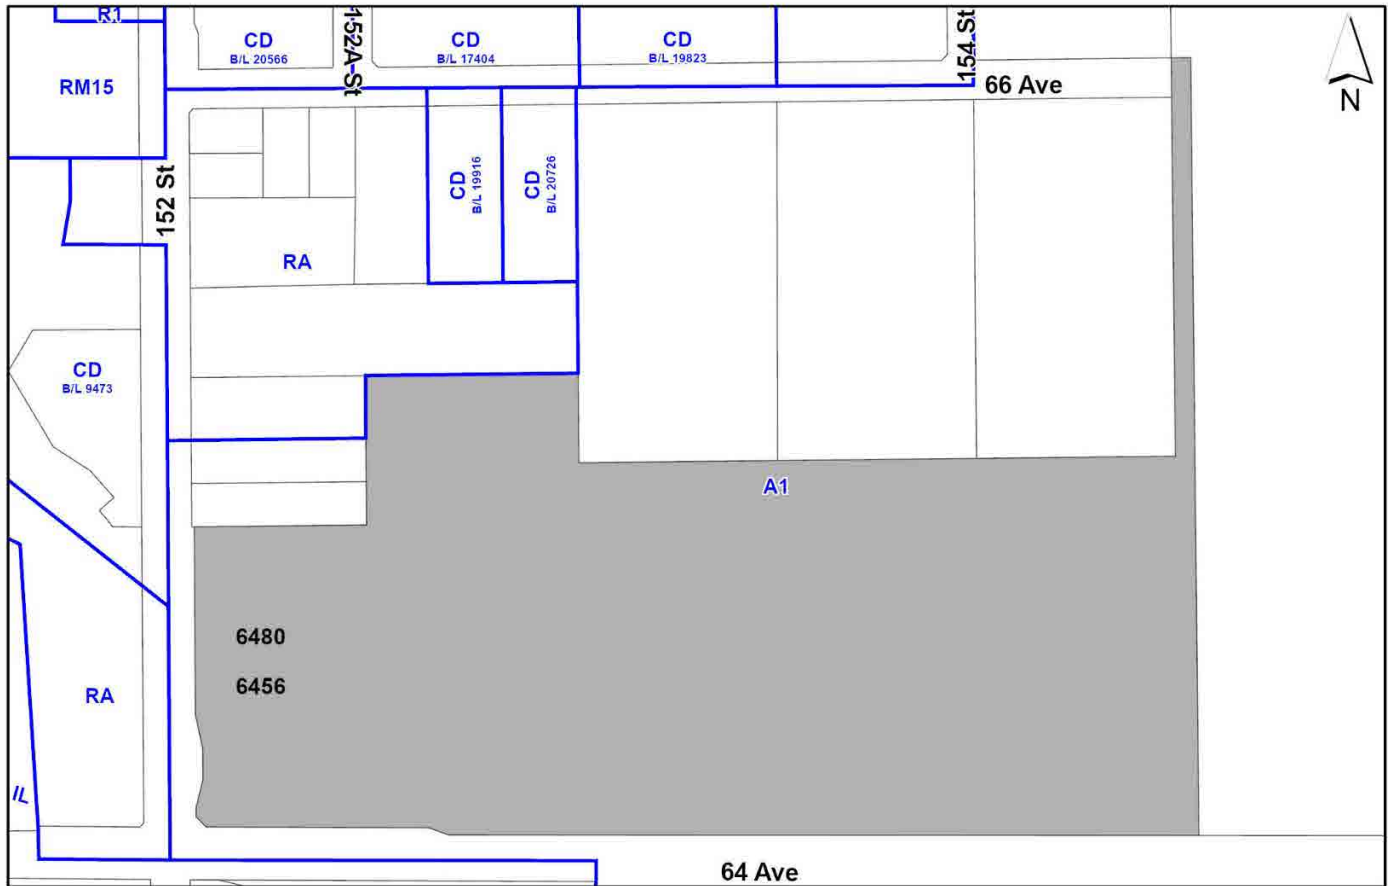 R1
152A St
154 St
CD
B/L 20566
CD
B/L 17404
CD
B/L 19823
RM15
66 Ave
N
152 St
CD
B/L 19916
CD
B/L 20726
RA
CD
B/L 9473
A1
6480
6456
RA
IL
64 Ave